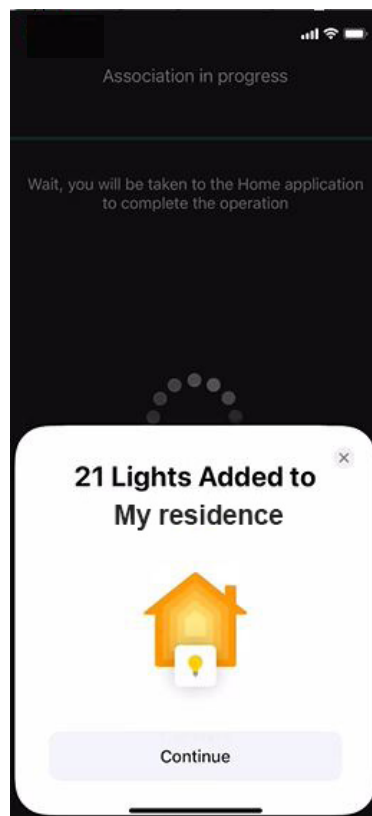 Association in progress
Wait, you will be taken to the Home application
to complete the operation
21 Lights Added to
My residence
Continue